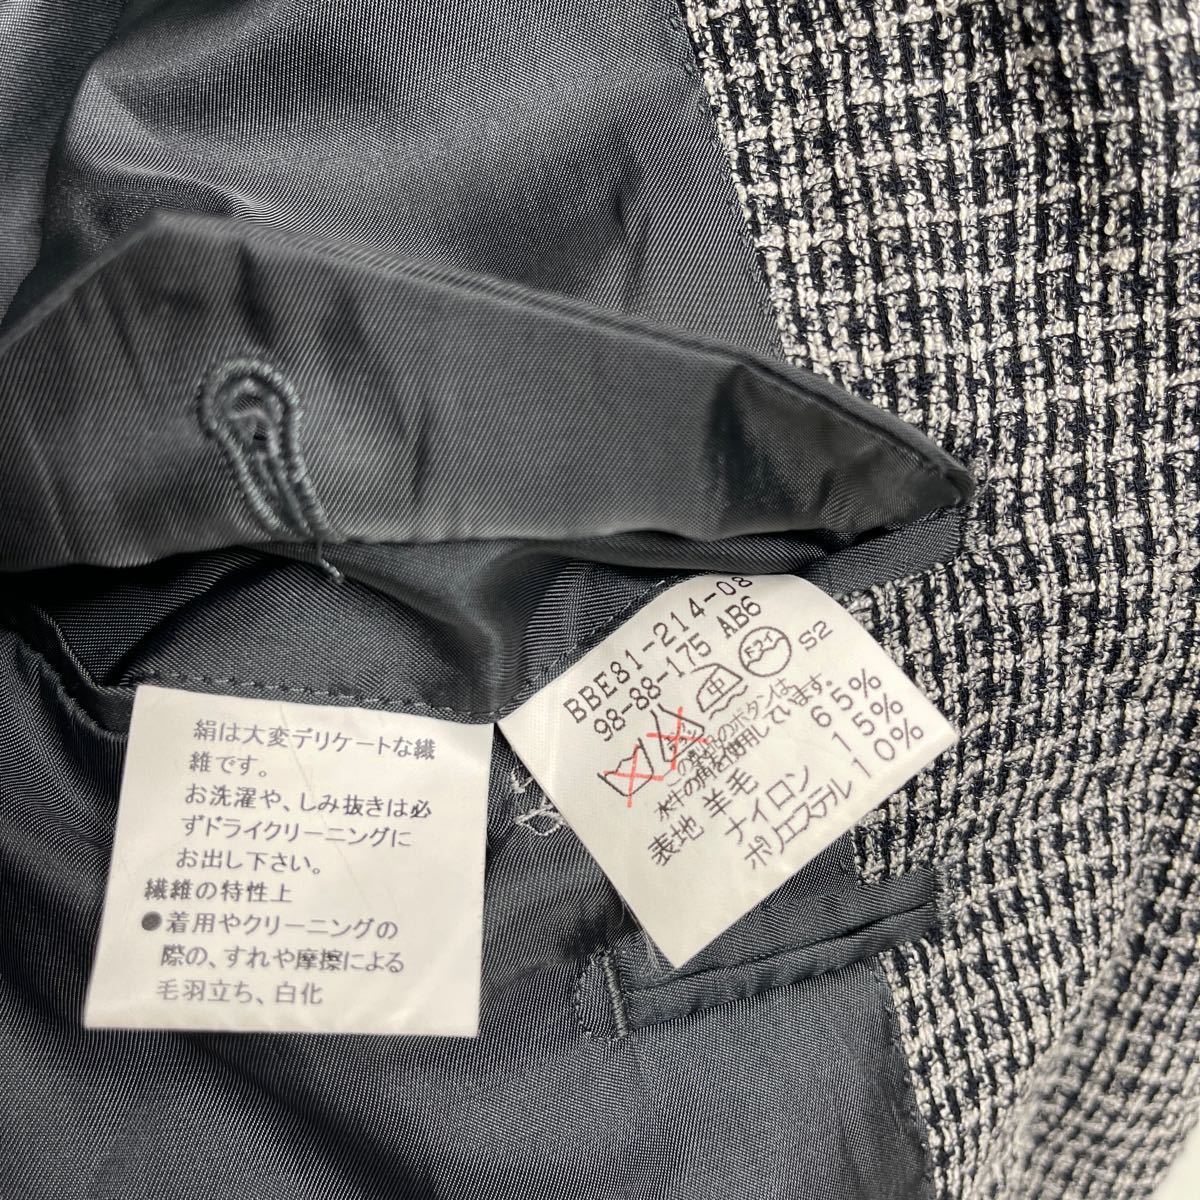 絹は大変デリケートな繊
維です。
お洗濯や、しみ抜きは必
ずドライクリーニングに
お出し下さい。
繊維の特性上
●着用やクリーニングの
際の、すれや摩擦による
毛羽立ち、白化
BBE81-214-08
98-88-175 AB6
ドライ S2
の製品のボタンは
水牛の角を使用しています。
表地 羊毛 65%
ナイロン 15%
ポリエステル 10%